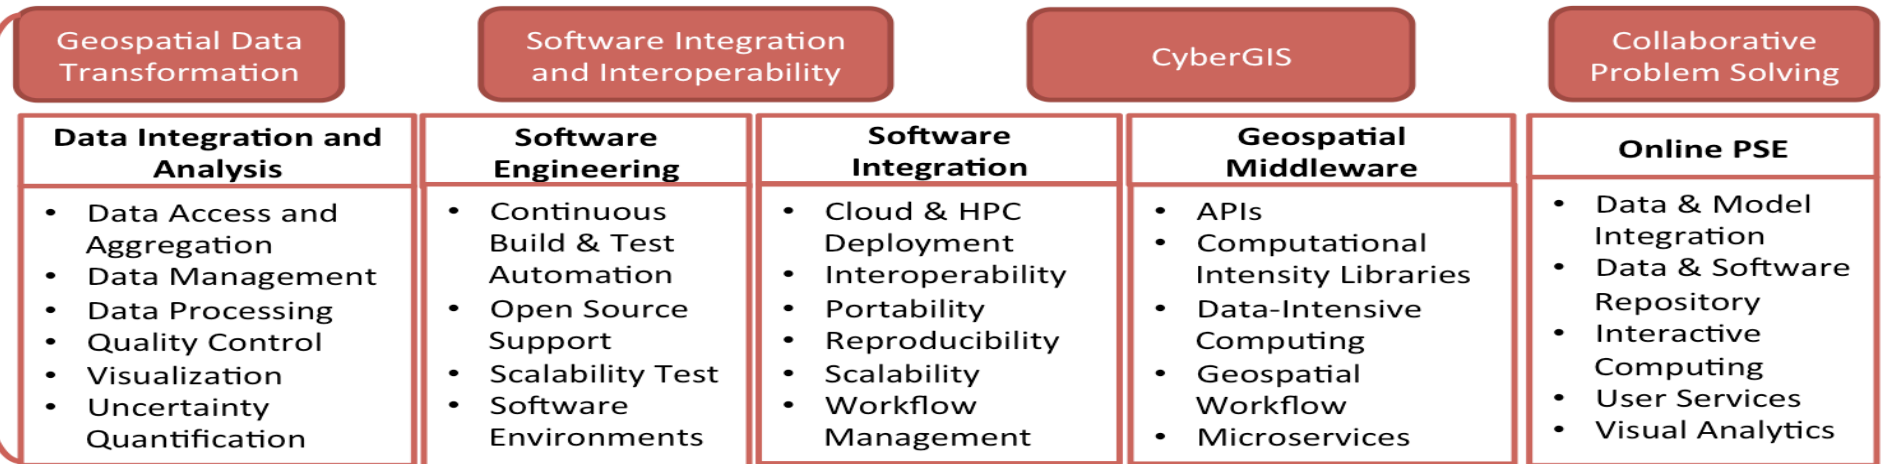 Geospatial Data
Transformation
Software Integration
and Interoperability
CyberGIS
Collaborative
Problem Solving
Data Integration and
Analysis
• Data Access and
Aggregation
• Data Management
• Data Processing
• Quality Control
• Visualization
• Uncertainty
Quantification
Software
Engineering
• Continuous
Build & Test
Automation
• Open Source
Support
• Scalability Test
• Software
Environments
Software
Integration
• Cloud & HPC
Deployment
• Interoperability
• Portability
• Reproducibility
• Scalability
• Workflow
Management
Geospatial
Middleware
• APIs
• Computational
Intensity Libraries
• Data-Intensive
Computing
• Geospatial
Workflow
• Microservices
Online PSE
• Data & Model
Integration
• Data & Software
Repository
• Interactive
Computing
• User Services
• Visual Analytics